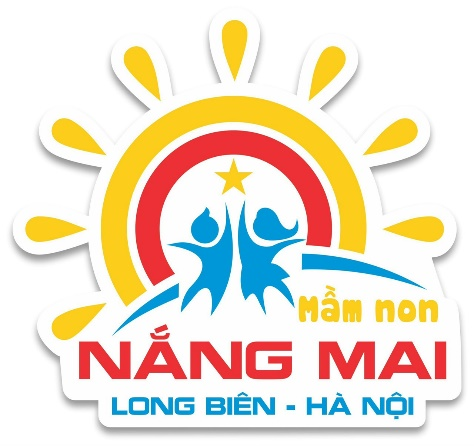 Mầm non
NẮNG MAI
LONG BIÊN - HÀ NỘI